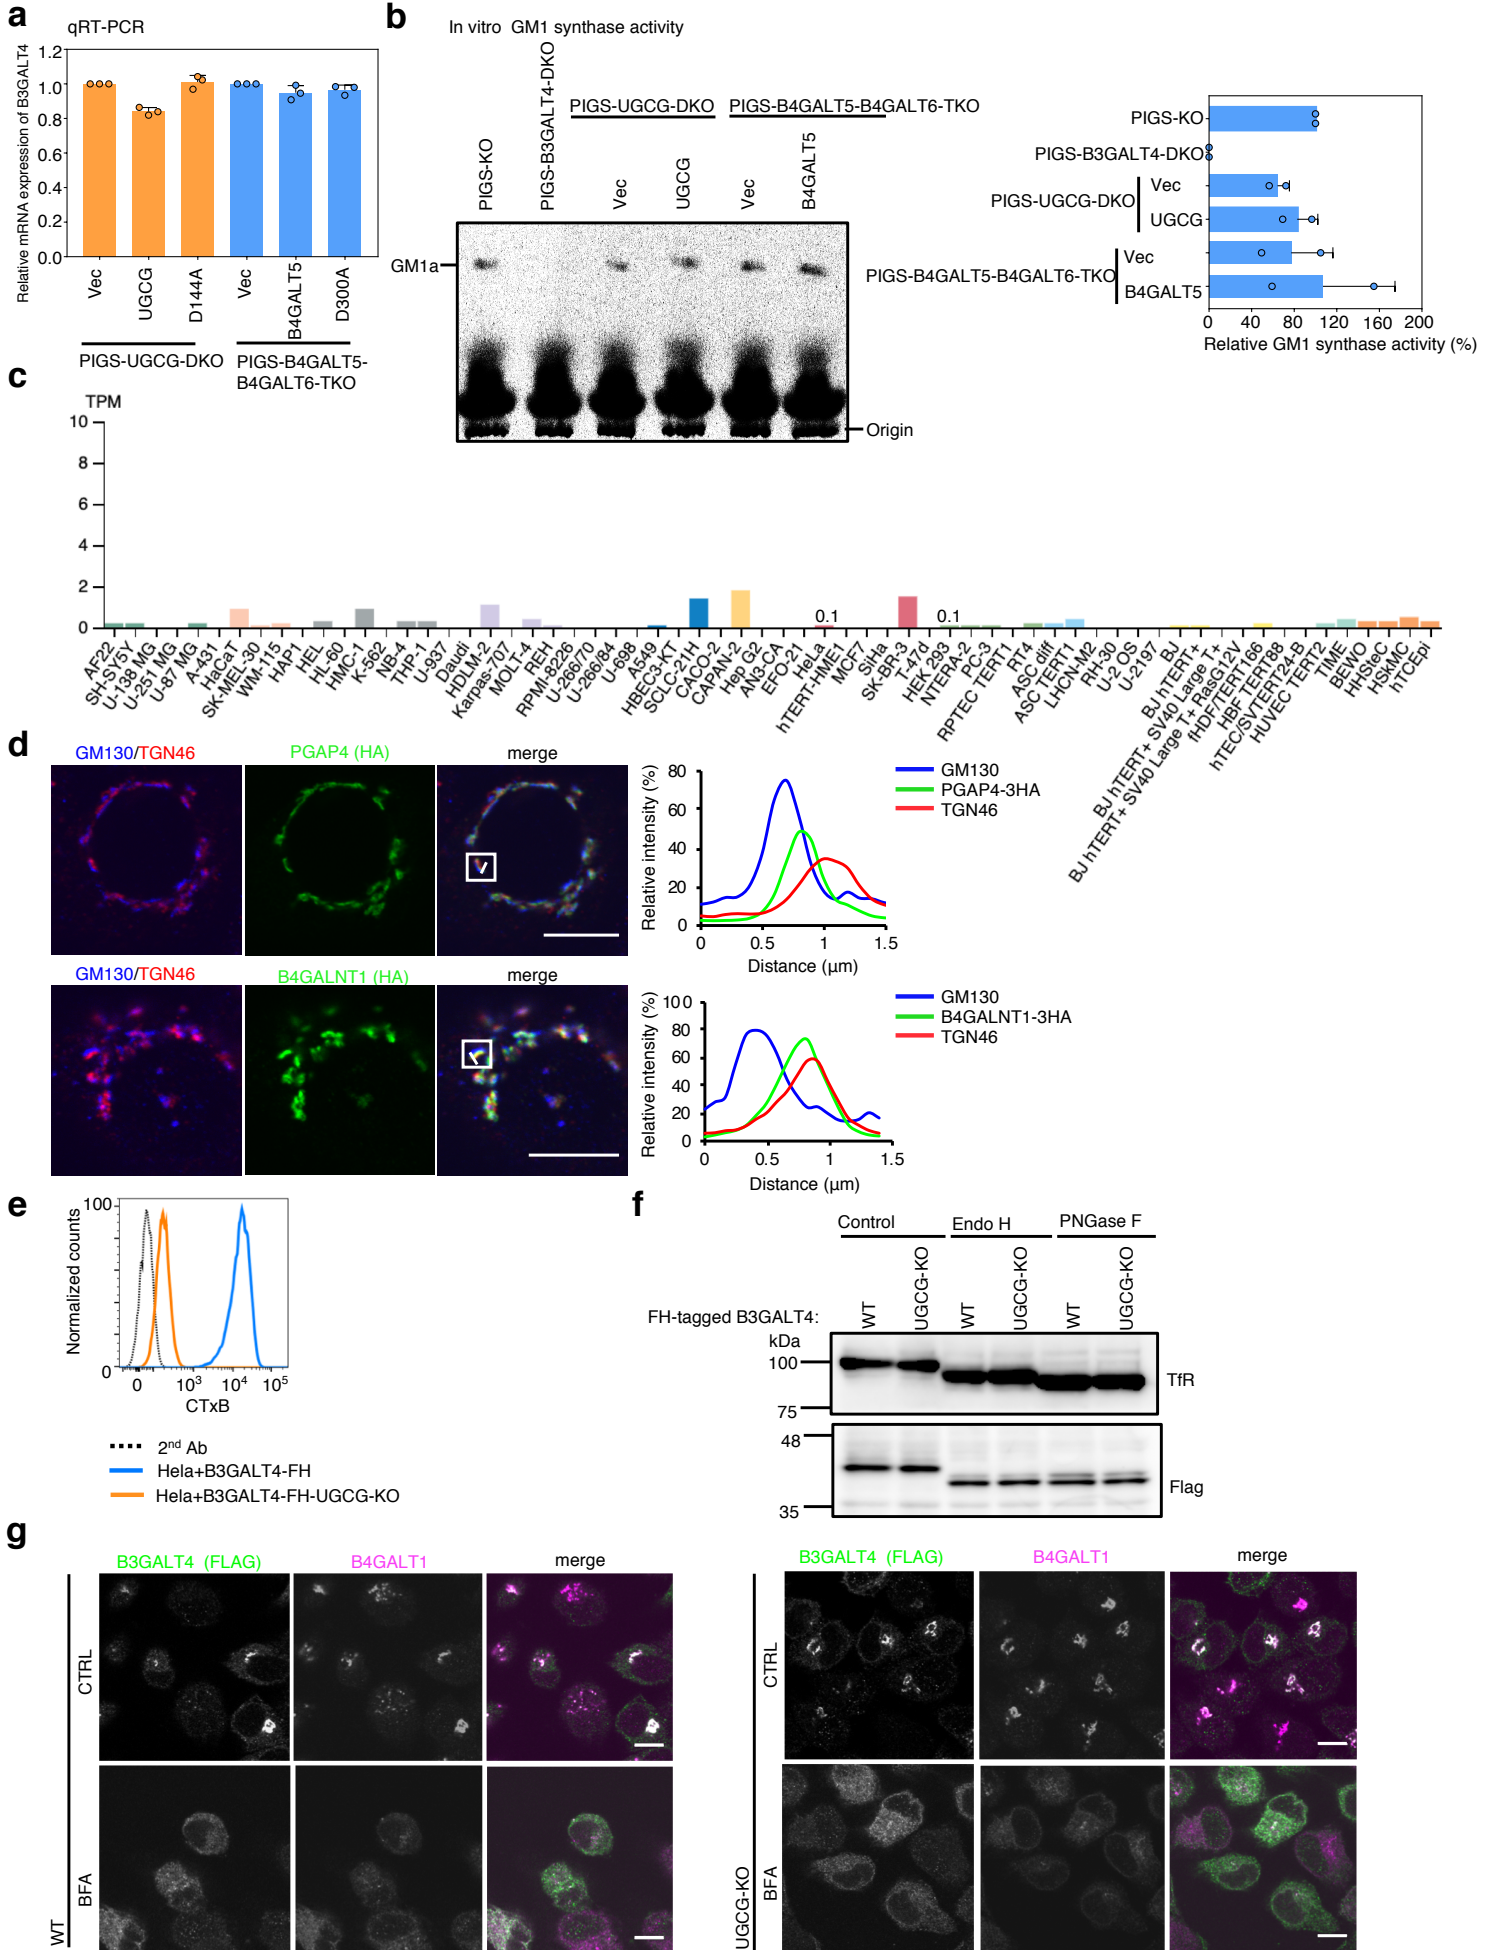 a
qRT-PCR
Relative mRNA expression of B3GALT4
1.2
1.0
0.8
0.6
0.4
0.2
0.0
Vec
UGCG
D144A
Vec
B4GALT5
D300A
PIGS-UGCG-DKO
PIGS-B4GALT5-
B4GALT6-TKO
b
In vitro GM1 synthase activity
PIGS-KO
PIGS-B3GALT4-DKO
PIGS-UGCG-DKO
Vec
UGCG
PIGS-B4GALT5-B4GALT6-TKO
Vec
B4GALT5
GM1a
Origin
PIGS-KO
PIGS-B3GALT4-DKO
PIGS-UGCG-DKO
Vec
UGCG
PIGS-B4GALT5-B4GALT6-TKO
Vec
B4GALT5
0 40 80 120 160 200
Relative GM1 synthase activity (%)
c
TPM
10
8
6
4
2
0
0.1
0.1
AF22
SH-SY5Y
U-138 MG
U-251 MG
U-87 MG
A-431
HaCaT
SK-MEL-30
WM-115
HAP1
HEL
HL-60
HMC-1
K-562
NB-4
THP-1
U-937
Daudi
HDLM-2
Karpas-707
MOLT-4
REH
RPMI-8226
U-266/70
U-266/84
U-698
A549
HBEC3-KT
SCLC-21H
CACO-2
CAPAN-2
Hep G2
AN3-CA
EFO-21
HeLa
hTERT-HME1
MCF7
SiHa
SK-BR-3
T-47d
HEK 293
NTERA-2
PC-3
RPTEC TERT1
RT4
ASC diff
ASC TERT1
LHCN-M2
RH-30
U-2 OS
U-2197
BJ
BJ hTERT+
BJ hTERT+ SV40 Large T+
BJ hTERT+ SV40 Large T+ RasG12V
fHDF/TERT166
HBF TERT88
hTEC/SVTERT24-B
HUVEC TERT2
TIME
BEWO
HHSteC
HSkMC
hTCEpi
d
GM130/TGN46
PGAP4 (HA)
merge
Relative intensity (%)
80
60
40
20
0
0 0.5 1 1.5
Distance (μm)
GM130
PGAP4-3HA
TGN46
GM130/TGN46
B4GALNT1 (HA)
merge
Relative intensity (%)
100
80
60
40
20
0
0 0.5 1 1.5
Distance (μm)
GM130
B4GALNT1-3HA
TGN46
e
Normalized counts
100
0
0 10³ 10⁴ 10⁵
CTxB
2nd Ab
Hela+B3GALT4-FH
Hela+B3GALT4-FH-UGCG-KO
f
Control
Endo H
PNGase F
FH-tagged B3GALT4:
WT
UGCG-KO
WT
UGCG-KO
WT
UGCG-KO
kDa
100
75
TfR
48
35
Flag
g
B3GALT4 (FLAG)
B4GALT1
merge
CTRL
BFA
WT
B3GALT4 (FLAG)
B4GALT1
merge
CTRL
BFA
UGCG-KO